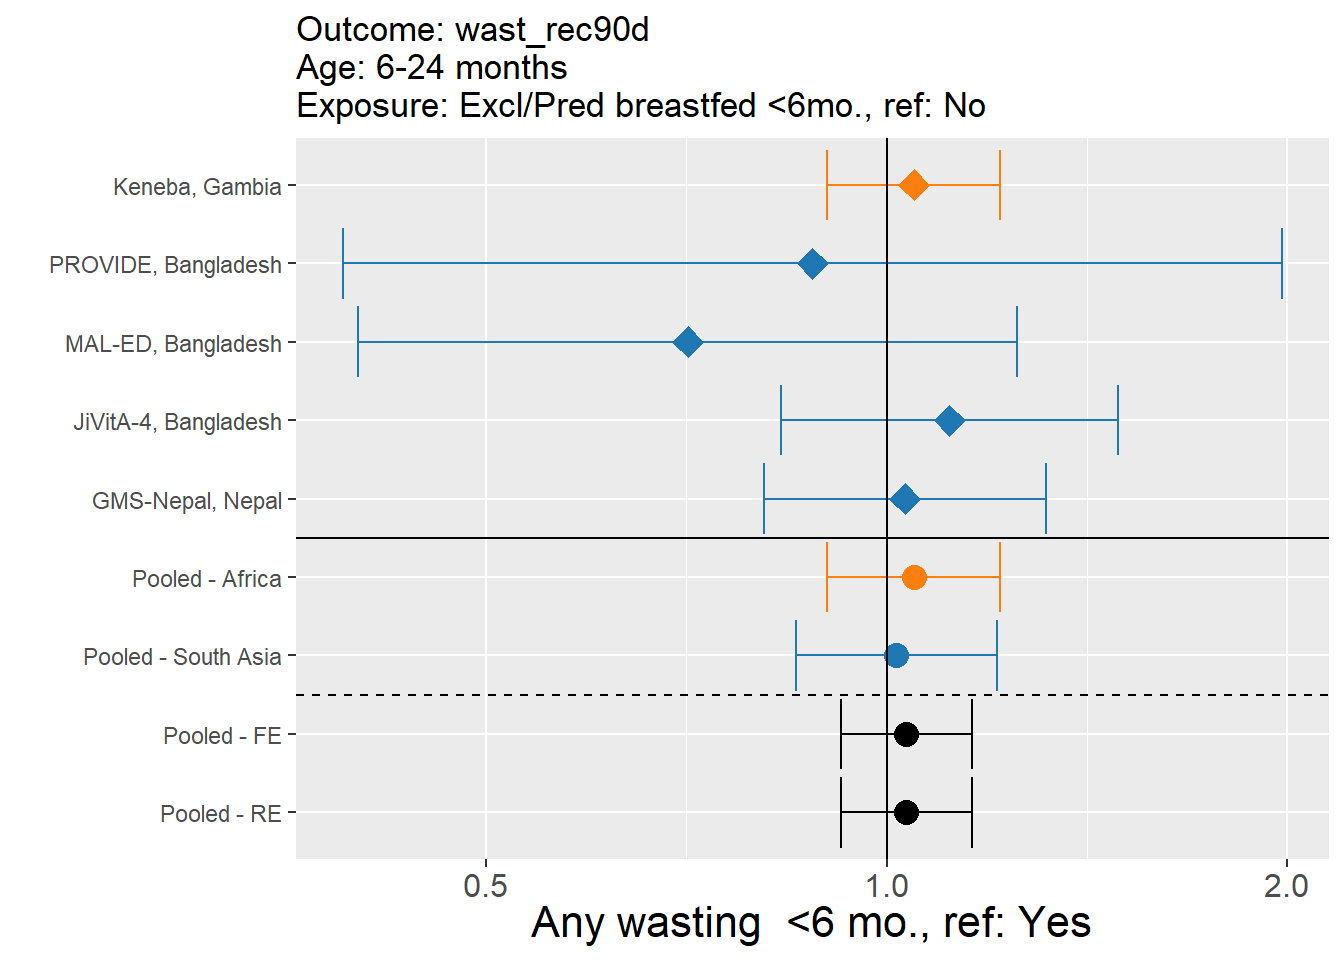 Outcome: wast_rec90d
Age: 6-24 months
Exposure: Excl/Pred breastfed <6mo., ref: No
Keneba, Gambia
PROVIDE, Bangladesh
MAL-ED, Bangladesh
JiVitA-4, Bangladesh
GMS-Nepal, Nepal
Pooled - Africa
Pooled - South Asia
Pooled - FE
Pooled - RE
0.5 1.0 2.0
Any wasting  <6 mo., ref: Yes